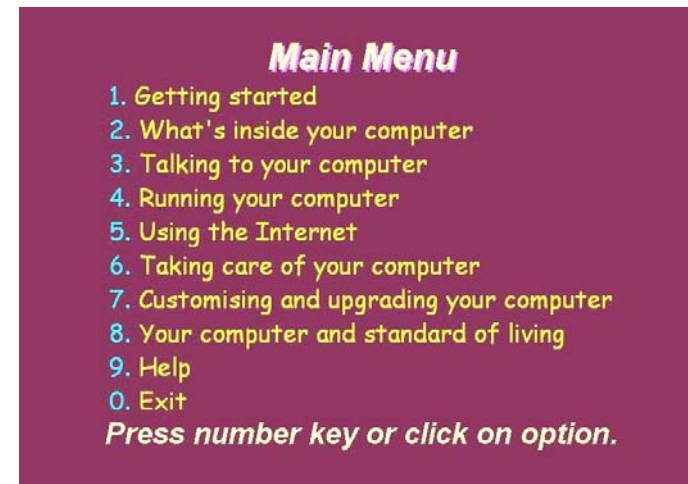 Main Menu
1. Getting started
2. What's inside your computer
3. Talking to your computer
4. Running your computer
5. Using the Internet
6. Taking care of your computer
7. Customising and upgrading your computer
8. Your computer and standard of living
9. Help
0. Exit
Press number key or click on option.